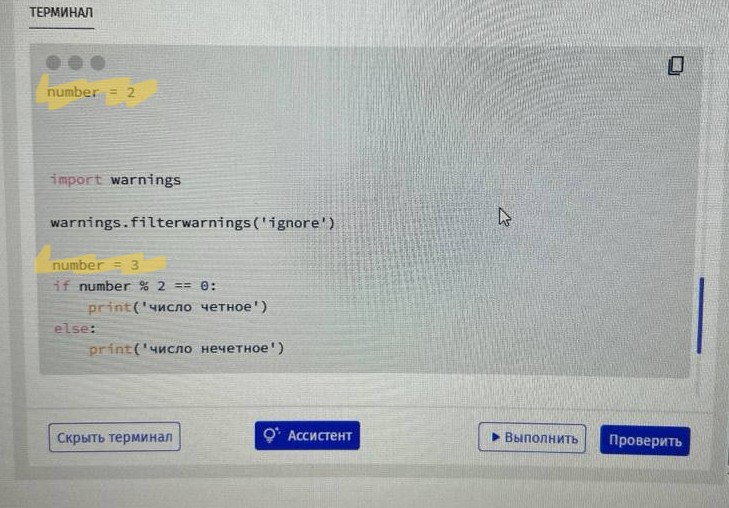 ТЕРМИНАЛ
number = 2
import warnings
warnings.filterwarnings('ignore')
number = 3
if number % 2 == 0:
    print('число четное')
else:
    print('число нечетное')
Скрыть терминал
Ассистент
Выполнить
Проверить